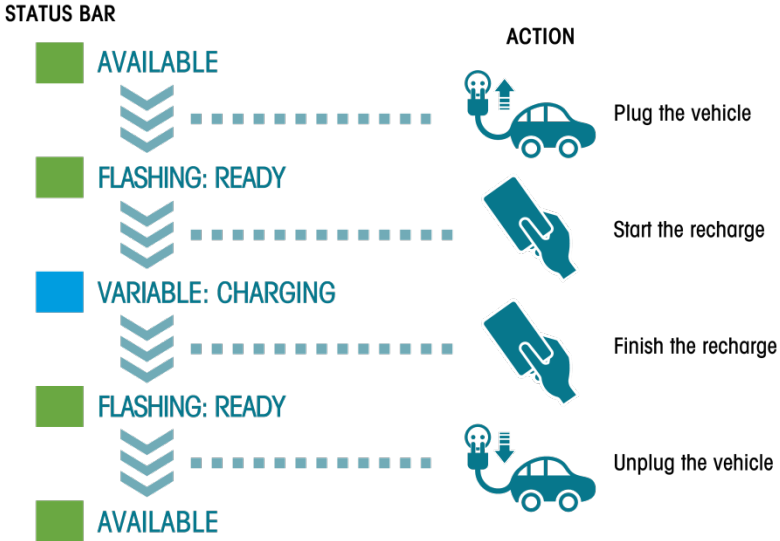 STATUS BAR
ACTION
AVAILABLE
Plug the vehicle
FLASHING: READY
Start the recharge
VARIABLE: CHARGING
Finish the recharge
FLASHING: READY
Unplug the vehicle
AVAILABLE